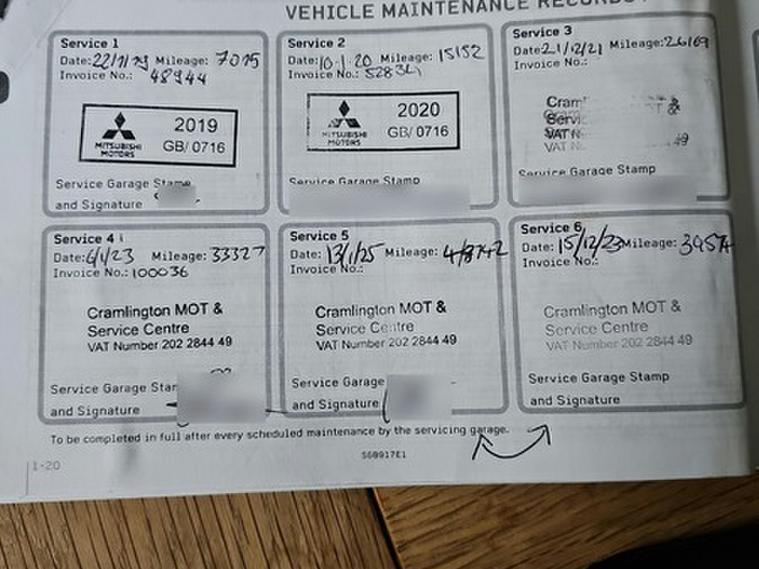 VEHICLE MAINTENANCE RECORDS
Service 1
Date: 22/11/19 Mileage: 7015
Invoice No.: 48944
MITSUBISHI MOTORS
2019
GB/0716
Service Garage Stamp
and Signature
Service 2
Date: 10.1.20 Mileage: 15152
Invoice No.:
MITSUBISHI MOTORS
2020
GB/0716
Service Garage Stamp
Service 3
Date: 21/12/21 Mileage: 26169
Invoice No.:
Service Garage Stamp
Service 4
Date: 6/1/23 Mileage: 33327
Invoice No.: 100036
Cramlington MOT &
Service Centre
VAT Number 202 2844 49
Service Garage
and Signature
Service 5
Date: 13/1/25 Mileage:
Invoice No.:
Cramlington MOT &
Service Centre
VAT Number 202 2844 49
Service Garage
and Signature
Service 6
Date: 15/12/23 Mileage: 39574
Invoice No.:
Cramlington MOT &
Service Centre
VAT Number 202 2844 49
Service Garage Stamp
and Signature
To be completed in full after every scheduled maintenance by the servicing garage.
S60917E1
1-20